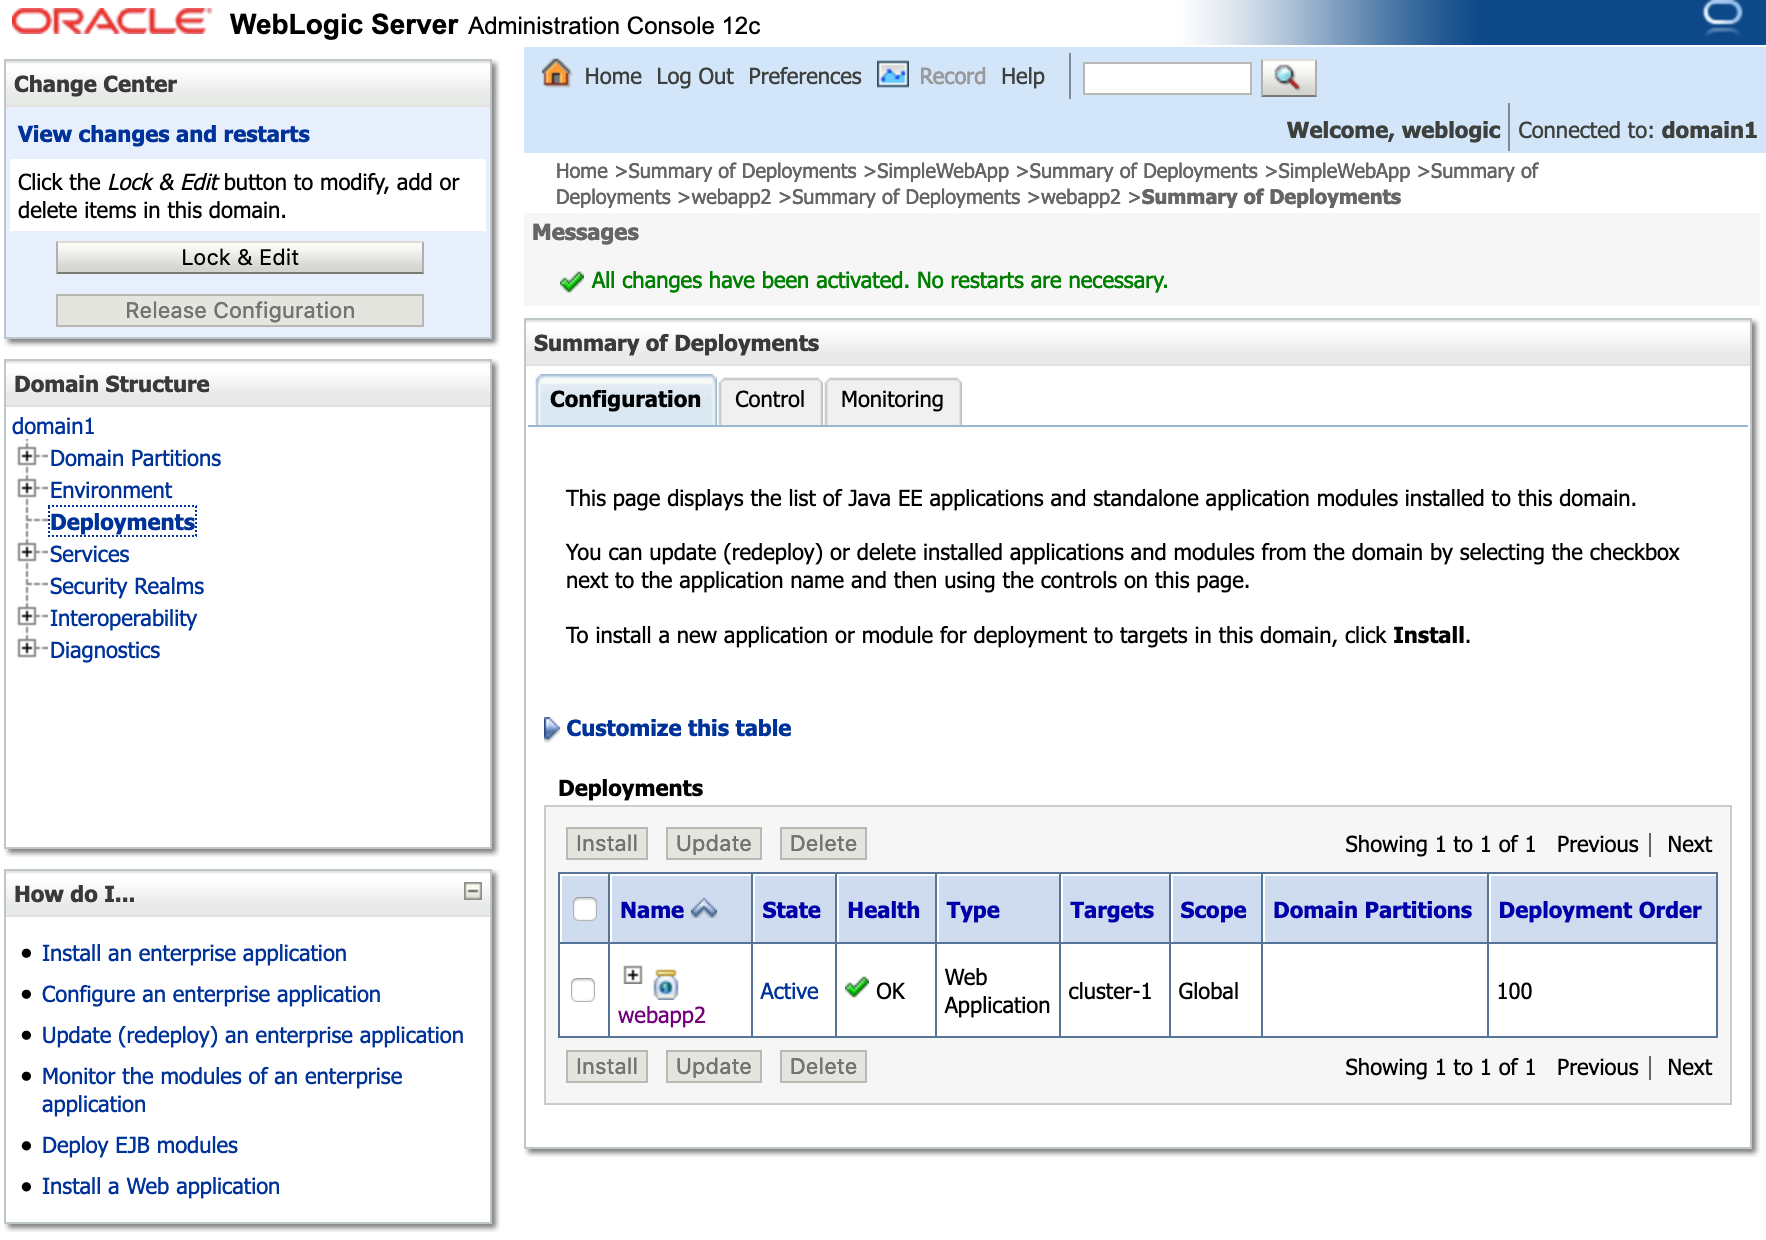 ORACLE WebLogic Server Administration Console 12c
Change Center
View changes and restarts
Click the Lock & Edit button to modify, add or
delete items in this domain.
Lock & Edit
Release Configuration
Domain Structure
domain1
Domain Partitions
Environment
Deployments
Services
Security Realms
Interoperability
Diagnostics
How do I...
Install an enterprise application
Configure an enterprise application
Update (redeploy) an enterprise application
Monitor the modules of an enterprise
application
Deploy EJB modules
Install a Web application
Home Log Out Preferences Record Help
Welcome, weblogic Connected to: domain1
Home >Summary of Deployments >SimpleWebApp >Summary of Deployments >SimpleWebApp >Summary of
Deployments >webapp2 >Summary of Deployments >webapp2 >Summary of Deployments
Messages
All changes have been activated. No restarts are necessary.
Summary of Deployments
Configuration Control Monitoring
This page displays the list of Java EE applications and standalone application modules installed to this domain.
You can update (redeploy) or delete installed applications and modules from the domain by selecting the checkbox
next to the application name and then using the controls on this page.
To install a new application or module for deployment to targets in this domain, click Install.
Customize this table
Deployments
Install Update Delete Showing 1 to 1 of 1 Previous | Next
Name State Health Type Targets Scope Domain Partitions Deployment Order
webapp2 Active OK Web Application cluster-1 Global 100
Install Update Delete Showing 1 to 1 of 1 Previous | Next